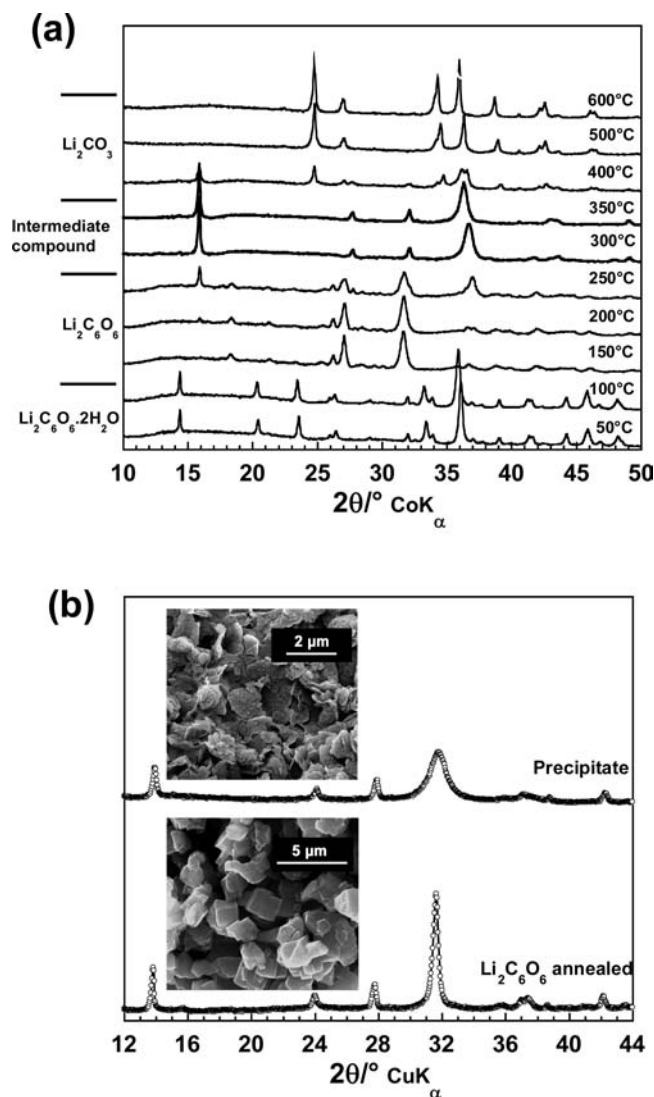 (a)
600°C
500°C
Li2CO3
400°C
350°C
Intermediate
compound
300°C
250°C
Li2C6O6
200°C
150°C
100°C
Li2C6O6.2H2O
50°C
10 15 20 25 30 35 40 45 50
2θ/° CoKα
(b)
2 µm
Precipitate
5 µm
Li2C6O6 annealed
12 16 20 24 28 32 36 40 44
2θ/° CuKα